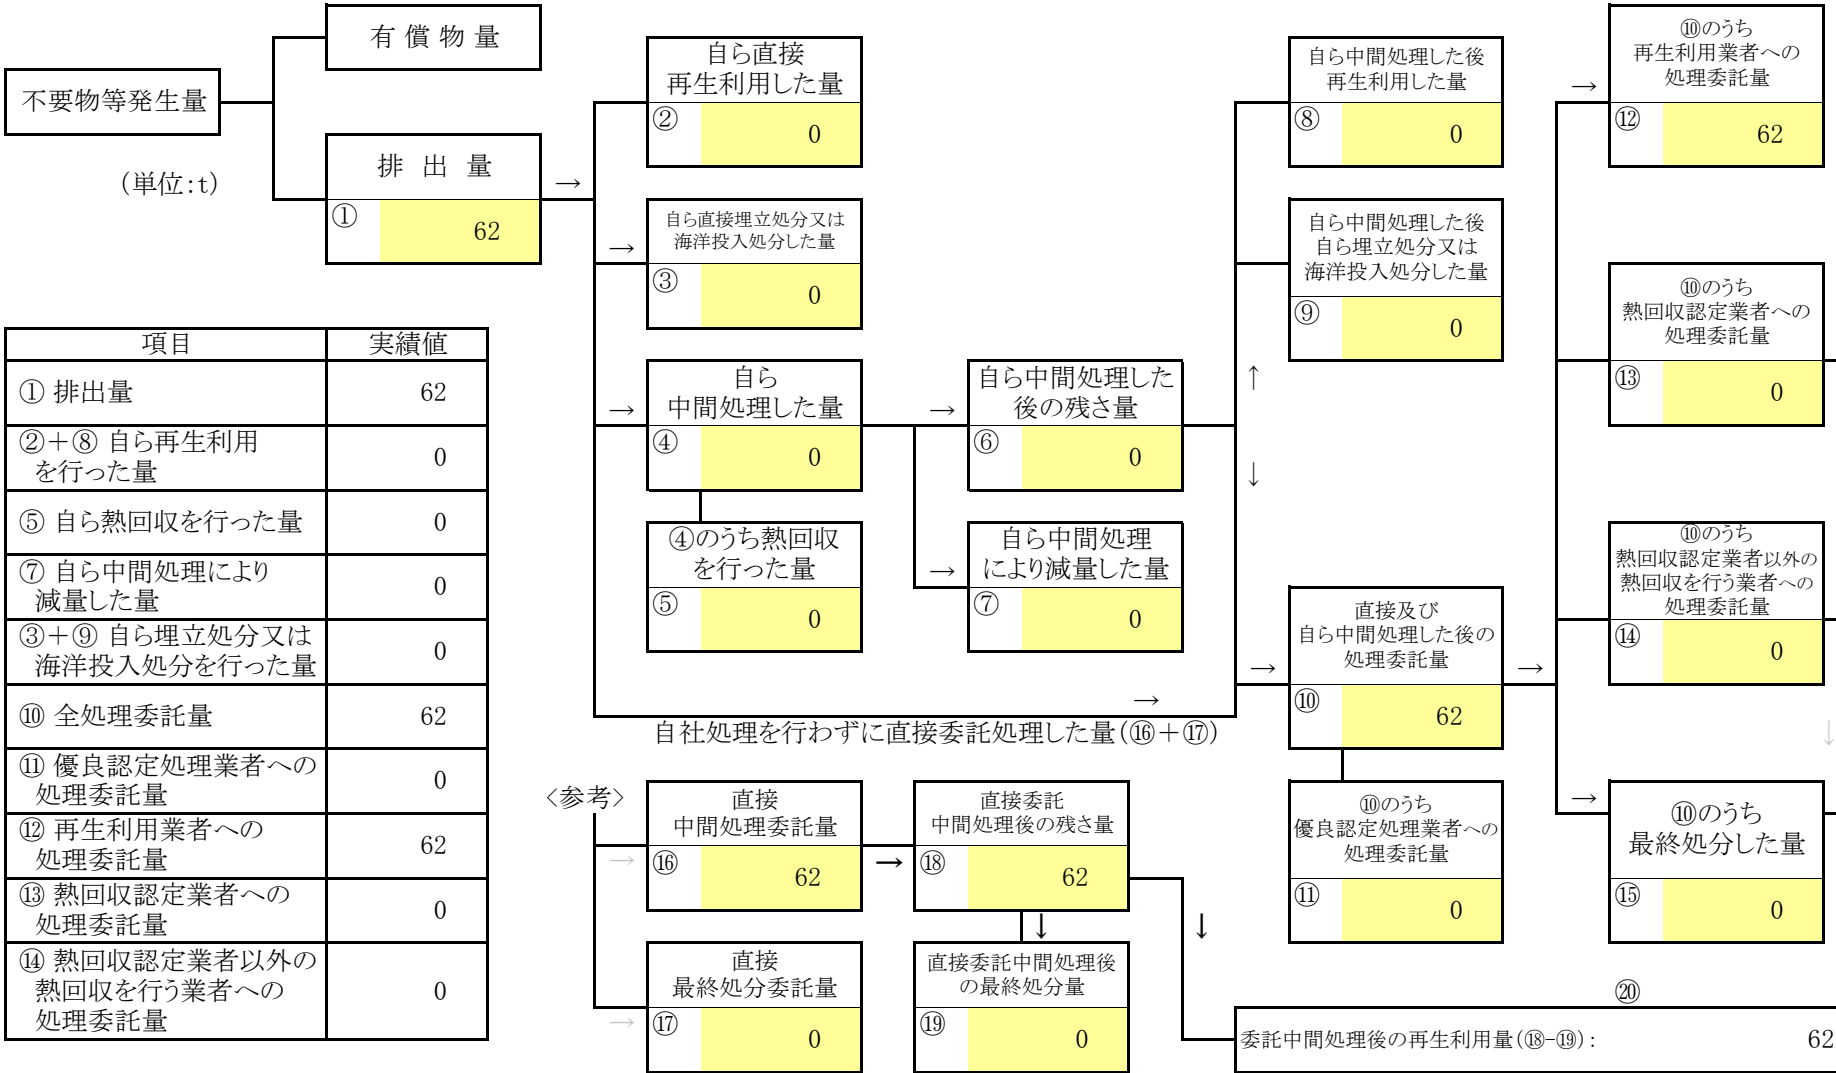 不要物等発生量
(単位:t)
有 償 物 量
排 出 量
→
①
62
項目 実績値
① 排出量 62
②＋⑧ 自ら再生利用
を行った量 0
⑤ 自ら熱回収を行った量 0
⑦ 自ら中間処理により
減量した量 0
③＋⑨ 自ら埋立処分又は
海洋投入処分を行った量 0
⑩ 全処理委託量 62
⑪ 優良認定処理業者への
処理委託量 0
⑫ 再生利用業者への
処理委託量 62
⑬ 熱回収認定業者への
処理委託量 0
⑭ 熱回収認定業者以外の
熱回収を行う業者への
処理委託量 0
自ら直接
再生利用した量
②
0
→
自ら直接埋立処分又は
海洋投入処分した量
③
0
→
自ら
中間処理した量
④
0
④のうち熱回収
を行った量
⑤
0
→
自ら中間処理した
後の残さ量
⑥
0
→
自ら中間処理
により減量した量
⑦
0
→
自社処理を行わずに直接委託処理した量(⑯＋⑰)
〈参考〉
→
直接
中間処理委託量
⑯
62
→
直接
最終処分委託量
⑰
0
→
直接委託
中間処理後の残さ量
⑱
62
↓
直接委託中間処理後
の最終処分量
⑲
0
↓
↑
↓
自ら中間処理した後
再生利用した量
⑧
0
自ら中間処理した後
自ら埋立処分又は
海洋投入処分した量
⑨
0
→
直接及び
自ら中間処理した後の
処理委託量
⑩
62
⑩のうち
優良認定処理業者への
処理委託量
⑪
0
→
→
⑩のうち
再生利用業者への
処理委託量
⑫
62
⑩のうち
熱回収認定業者への
処理委託量
⑬
0
⑩のうち
熱回収認定業者以外の
熱回収を行う業者への
処理委託量
⑭
0
↓
→
⑩のうち
最終処分した量
⑮
0
⑳
委託中間処理後の再生利用量(⑱-⑲): 62